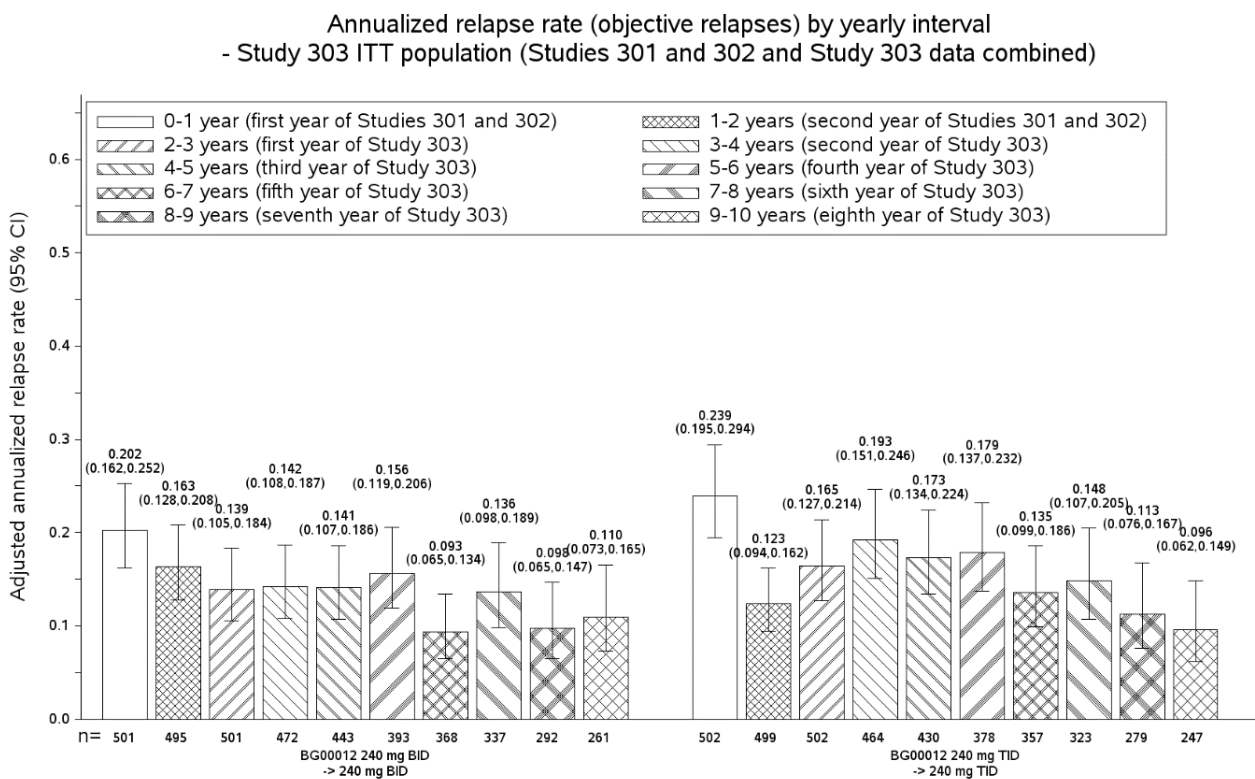 Annualized relapse rate (objective relapses) by yearly interval
- Study 303 ITT population (Studies 301 and 302 and Study 303 data combined)
0-1 year (first year of Studies 301 and 302)
1-2 years (second year of Studies 301 and 302)
2-3 years (first year of Study 303)
3-4 years (second year of Study 303)
4-5 years (third year of Study 303)
5-6 years (fourth year of Study 303)
6-7 years (fifth year of Study 303)
7-8 years (sixth year of Study 303)
8-9 years (seventh year of Study 303)
9-10 years (eighth year of Study 303)
Adjusted annualized relapse rate (95% CI)
0.6
0.5
0.4
0.3
0.2
0.1
0.0
0.202
(0.162,0.252)
0.163
(0.128,0.208)
0.139
(0.105,0.184)
0.142
(0.108,0.187)
0.141
(0.107,0.186)
0.156
(0.119,0.206)
0.093
(0.065,0.134)
0.136
(0.098,0.189)
0.098
(0.065,0.147)
0.110
(0.073,0.165)
0.239
(0.195,0.294)
0.123
(0.094,0.162)
0.165
(0.127,0.214)
0.193
(0.151,0.246)
0.173
(0.134,0.224)
0.179
(0.137,0.232)
0.135
(0.099,0.186)
0.148
(0.107,0.205)
0.113
(0.076,0.167)
0.096
(0.062,0.149)
n= 501 495 501 472 443 393 368 337 292 261 502 499 502 464 430 378 357 323 279 247
BG00012 240 mg BID
-> 240 mg BID
BG00012 240 mg TID
-> 240 mg TID